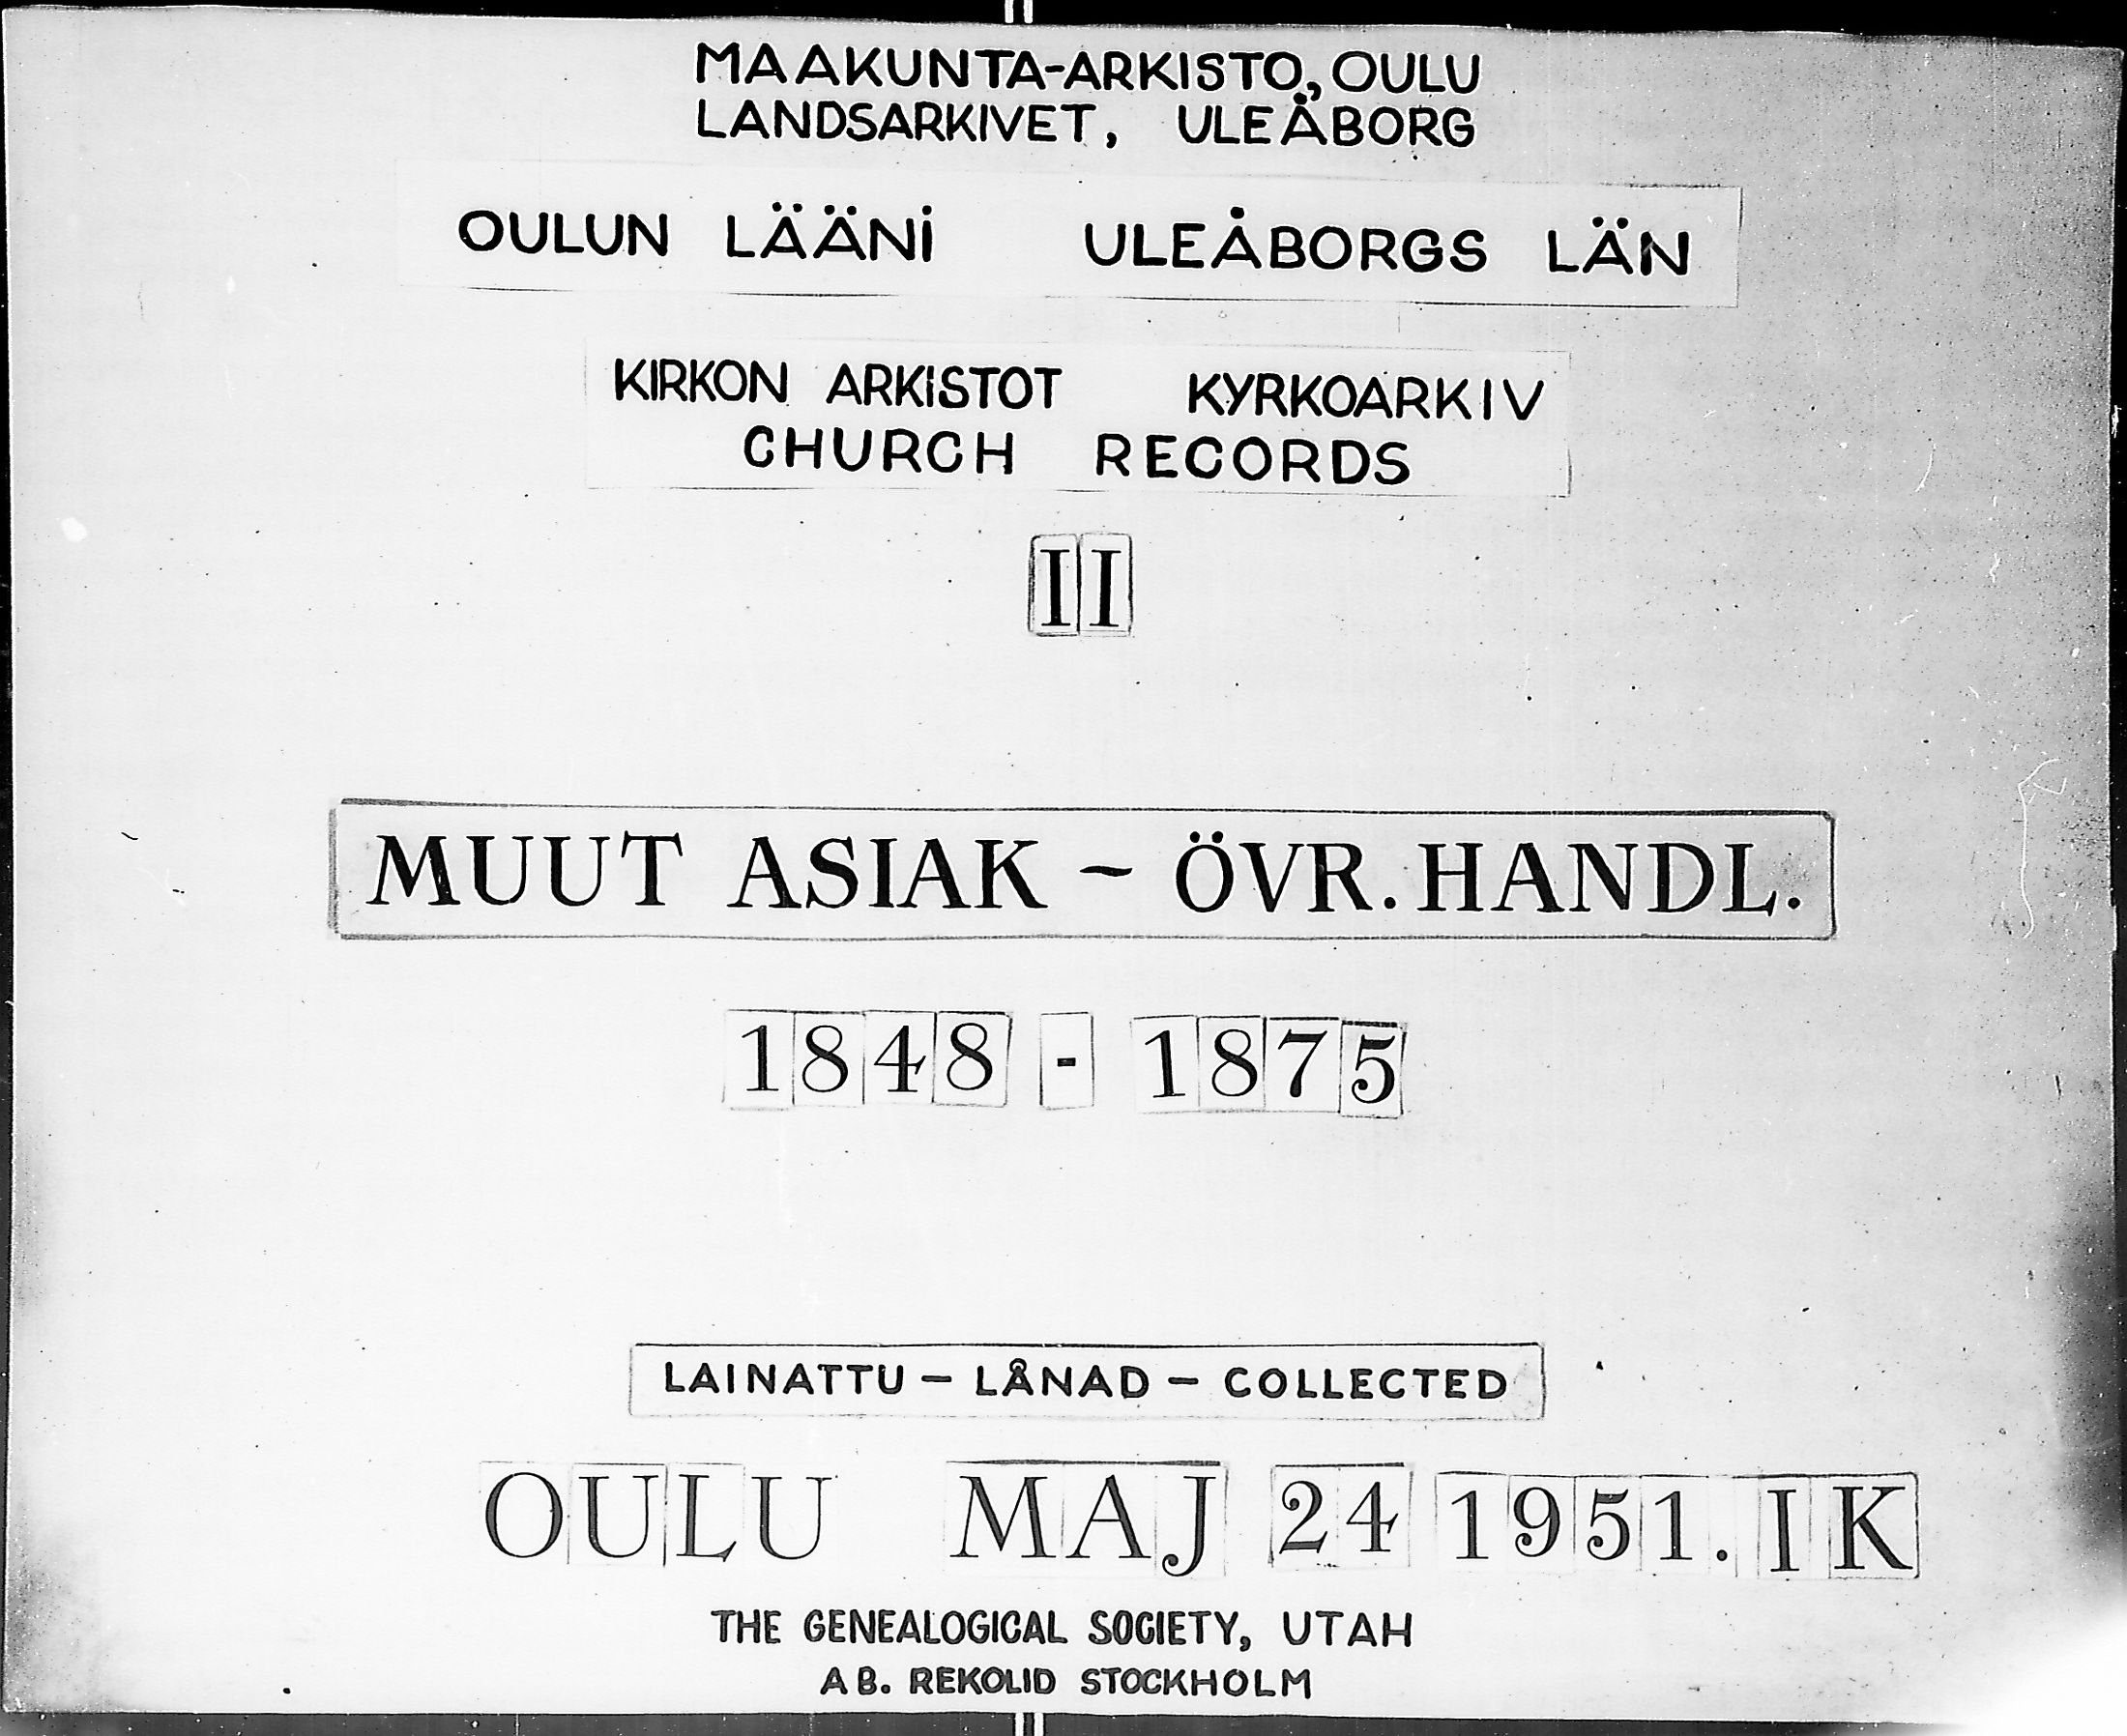 MAAKUNTA-ARKISTO, OULU
LANDSARKIVET, ULEÅBORG
OULUN LÄÄNI ULEÅBORGS LÄN
KIRKON ARKISTOT KYRKOARKIV
CHURCH RECORDS
II
MUUT ASIAK - ÖVR. HANDL.
1848 - 1875
LAINATTU - LÅNAD - COLLECTED
OULU MAJ 24 1951. IK
THE GENEALOGICAL SOCIETY, UTAH
AB. REKOLID STOCKHOLM